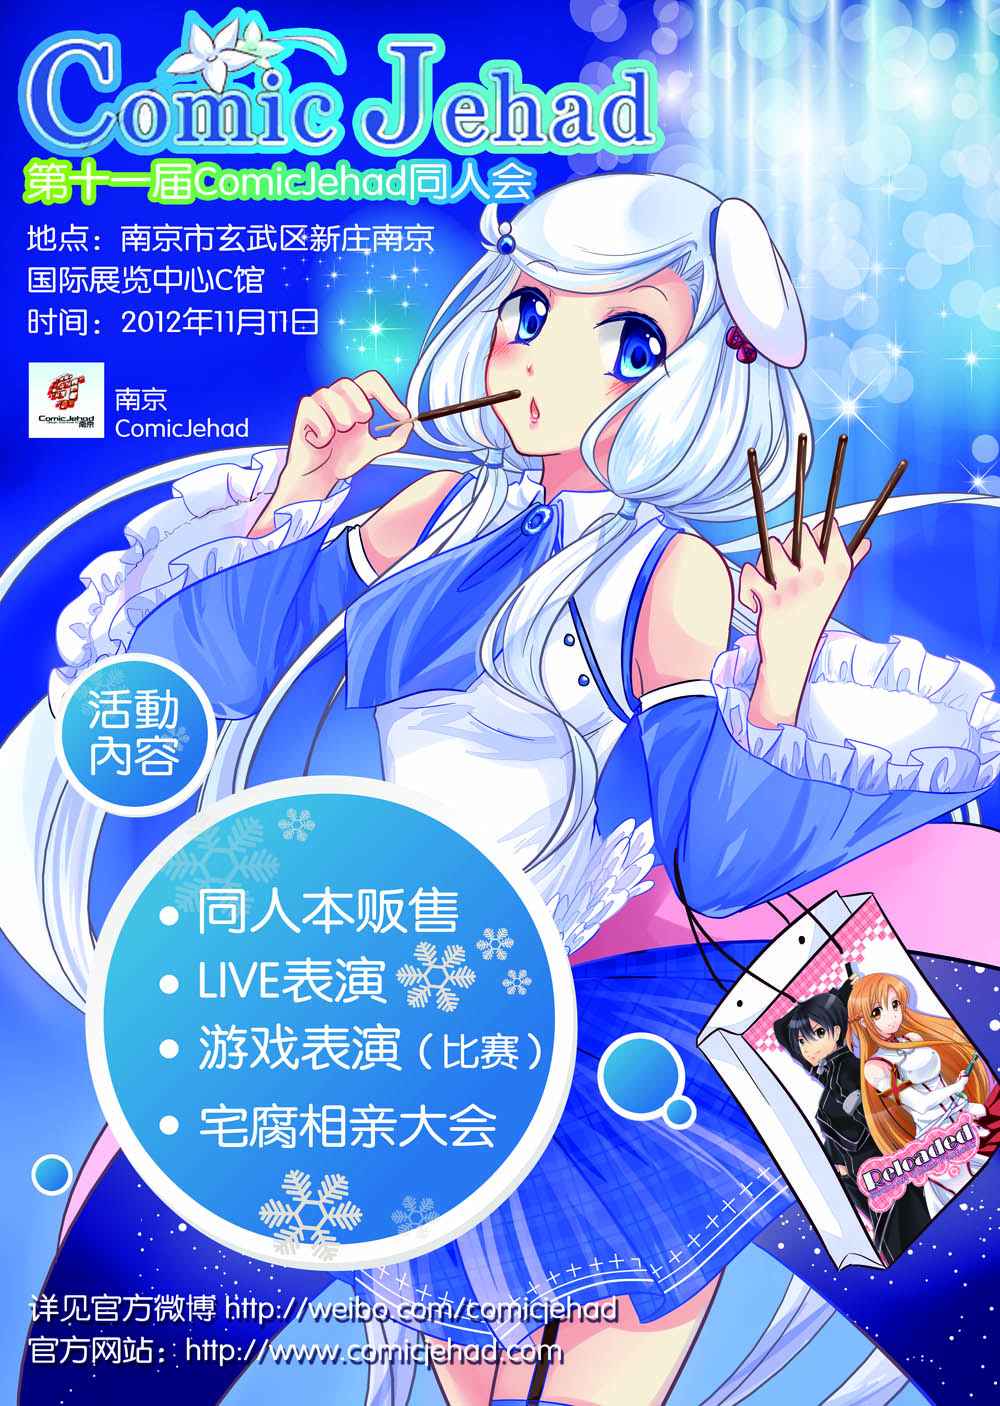 Comic Jehad
第十一届ComicJehad同人会
地点：南京市玄武区新庄南京
国际展览中心C馆
时间：2012年11月11日
ComicJehad
南京
南京
ComicJehad
活動
內容
• 同人本贩售
• LIVE表演
• 游戏表演（比赛）
• 宅腐相亲大会
Reloaded
详见官方微博 http://weibo.com/comicjehad
官方网站：http://www.comicjehad.com